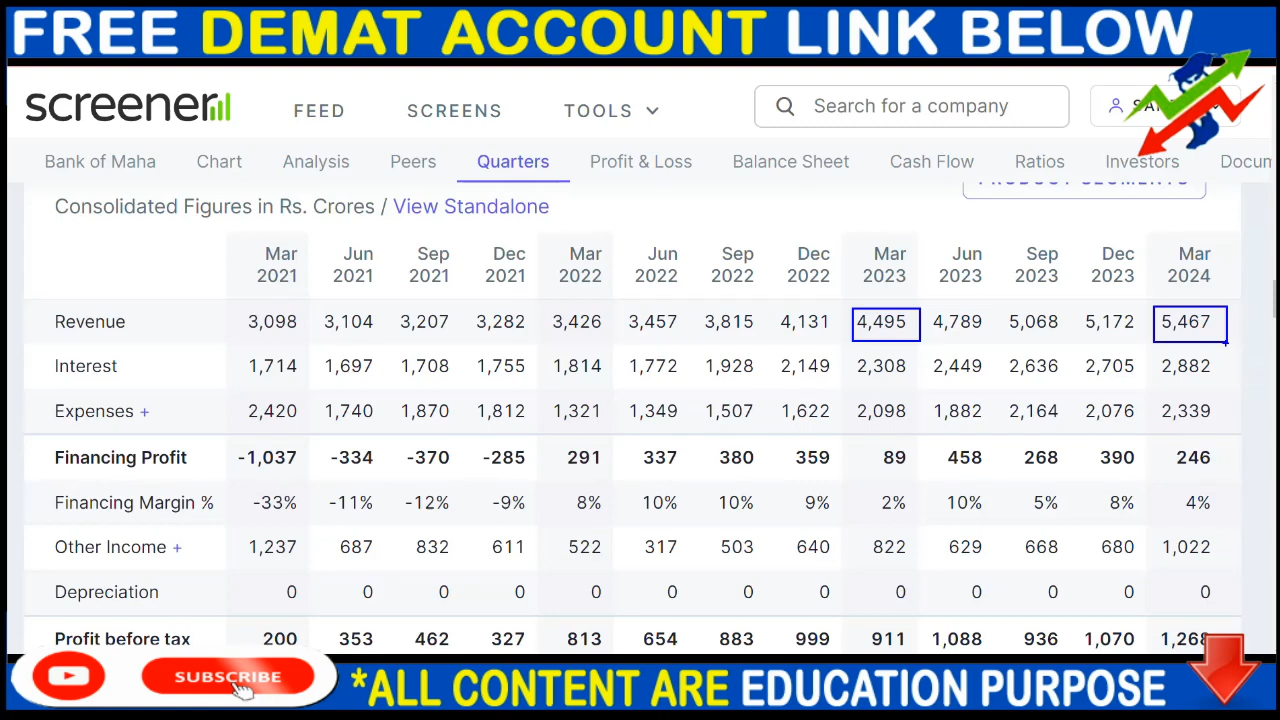 FREE DEMAT ACCOUNT LINK BELOW
screener FEED SCREENS TOOLS Search for a company
Bank of Maha Chart Analysis Peers Quarters Profit & Loss Balance Sheet Cash Flow Ratios Investors Docum
PRODUCT SEGMENTS
Consolidated Figures in Rs. Crores / View Standalone
Mar 2021 Jun 2021 Sep 2021 Dec 2021 Mar 2022 Jun 2022 Sep 2022 Dec 2022 Mar 2023 Jun 2023 Sep 2023 Dec 2023 Mar 2024
Revenue 3,098 3,104 3,207 3,282 3,426 3,457 3,815 4,131 4,495 4,789 5,068 5,172 5,467
Interest 1,714 1,697 1,708 1,755 1,814 1,772 1,928 2,149 2,308 2,449 2,636 2,705 2,882
Expenses + 2,420 1,740 1,870 1,812 1,321 1,349 1,507 1,622 2,098 1,882 2,164 2,076 2,339
Financing Profit -1,037 -334 -370 -285 291 337 380 359 89 458 268 390 246
Financing Margin % -33% -11% -12% -9% 8% 10% 10% 9% 2% 10% 5% 8% 4%
Other Income + 1,237 687 832 611 522 317 503 640 822 629 668 680 1,022
Depreciation 0 0 0 0 0 0 0 0 0 0 0 0 0
Profit before tax 200 353 462 327 813 654 883 999 911 1,088 936 1,070 1,268
SUBSCRIBE
*ALL CONTENT ARE EDUCATION PURPOSE